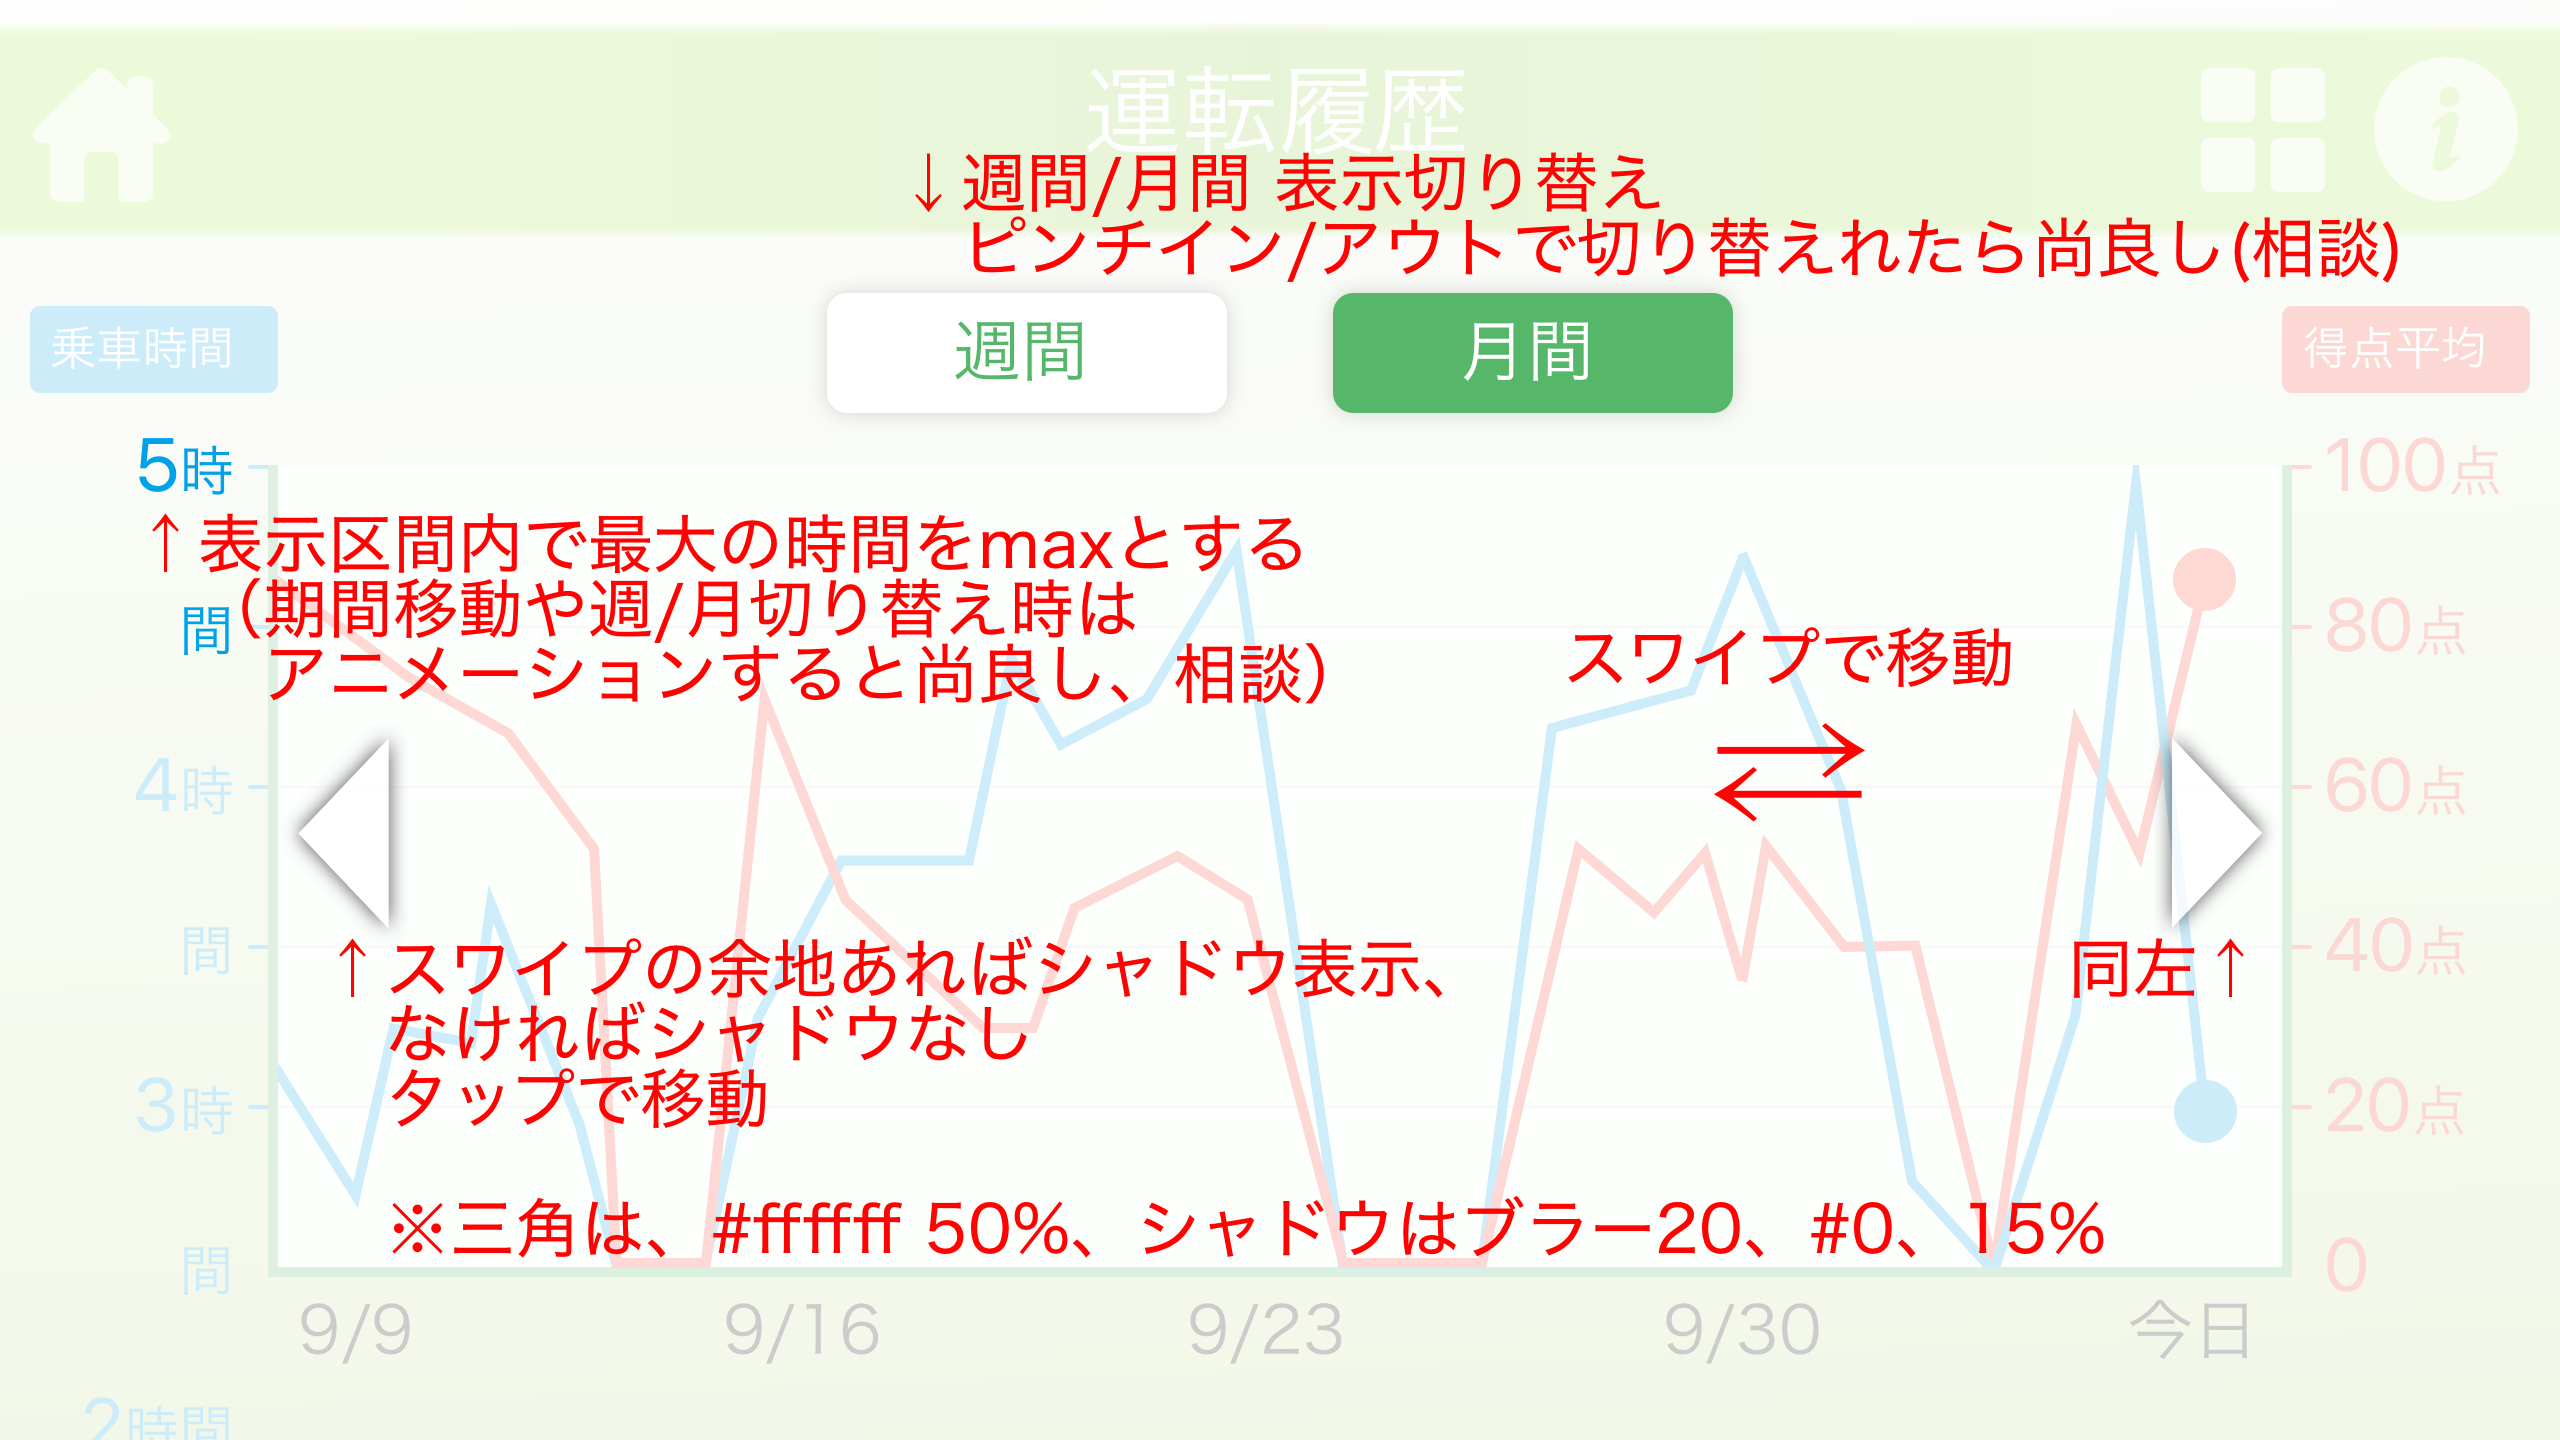 運転履歴
↓週間/月間 表示切り替え
ピンチイン/アウトで切り替えれたら尚良し(相談)
乗車時間
週間
月間
得点平均
5時
間
100点
↑表示区間内で最大の時間をmaxとする
（期間移動や週/月切り替え時は
アニメーションすると尚良し、相談）
80点
スワイプで移動
4時
間
60点
↑スワイプの余地あればシャドウ表示、
なければシャドウなし
タップで移動
同左↑
40点
3時
間
20点
※三角は、#ffffff 50%、シャドウはブラー20、#0、15%
0
9/9
9/16
9/23
9/30
今日
2時間